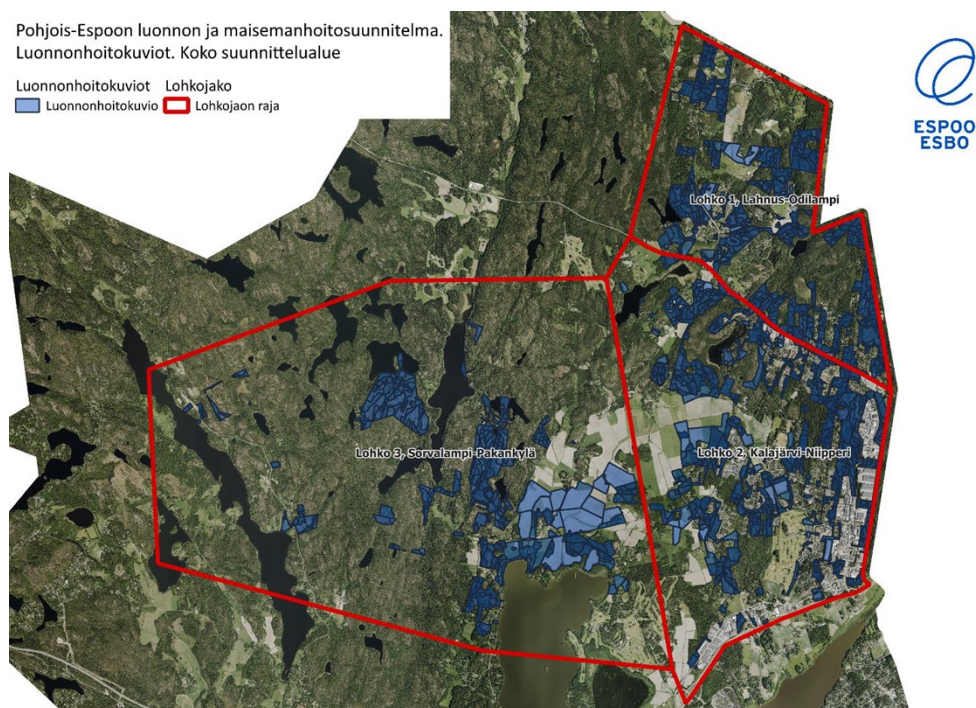 Pohjois-Espoon luonnon ja maisemanhoitosuunnitelma.
Luonnonhoitokuviot. Koko suunnittelualue
Luonnonhoitokuviot Lohkojako
Luonnonhoitokuvio Lohkojaon raja
ESPOO
ESBO
Lohko 1, Lahnus-Odilampi
Lohko 3, Sorvalampi-Pakankylä
Lohko 2, Kalajärvi-Niipperi